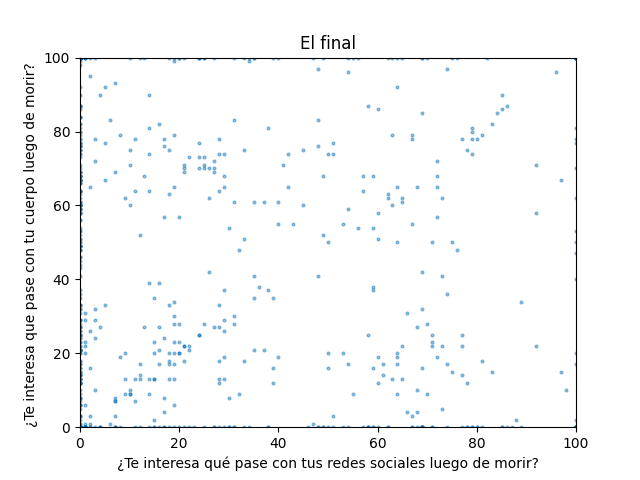 El final
¿Te interesa que pase con tu cuerpo luego de morir?
100
80
60
40
20
0
0 20 40 60 80 100
¿Te interesa qué pase con tus redes sociales luego de morir?